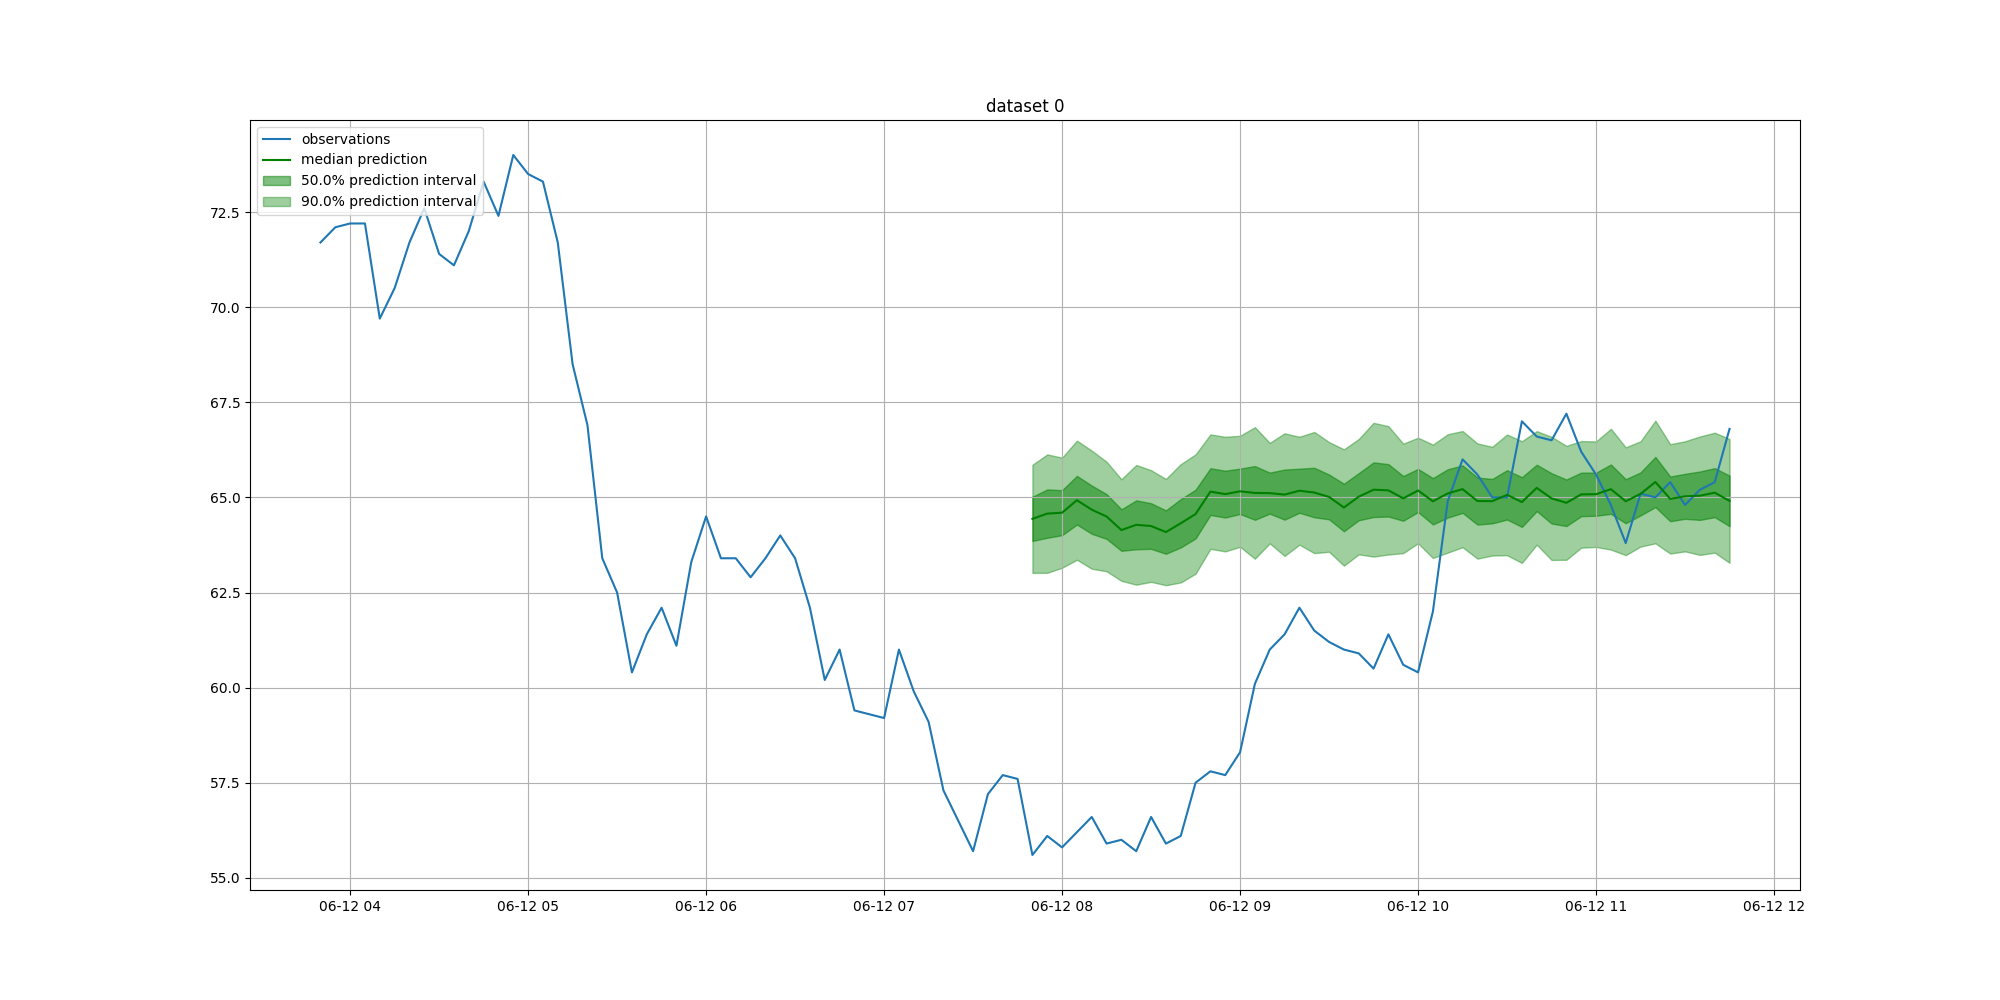 dataset 0
observations
median prediction
50.0% prediction interval
90.0% prediction interval
72.5
70.0
67.5
65.0
62.5
60.0
57.5
55.0
06-12 04 06-12 05 06-12 06 06-12 07 06-12 08 06-12 09 06-12 10 06-12 11 06-12 12